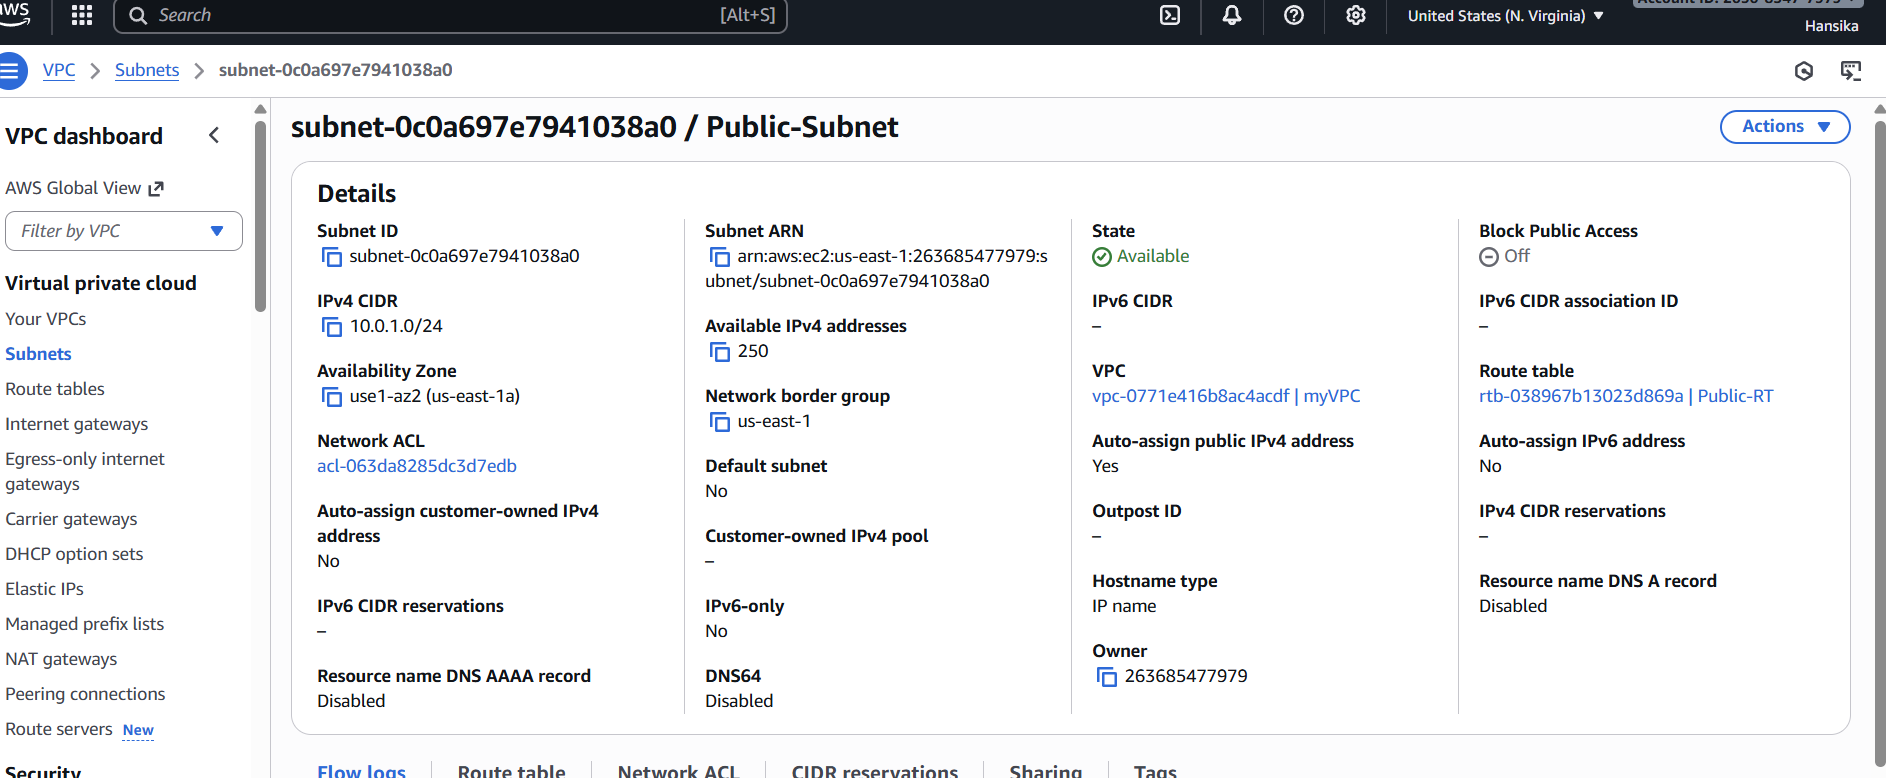 aws
Search
[Alt+S]
United States (N. Virginia)
Hansika
VPC
Subnets
subnet-0c0a697e7941038a0
VPC dashboard
AWS Global View
Filter by VPC
Virtual private cloud
Your VPCs
Subnets
Route tables
Internet gateways
Egress-only internet
gateways
Carrier gateways
DHCP option sets
Elastic IPs
Managed prefix lists
NAT gateways
Peering connections
Route servers New
Security
subnet-0c0a697e7941038a0 / Public-Subnet
Actions
Details
Subnet ID
subnet-0c0a697e7941038a0
IPv4 CIDR
10.0.1.0/24
Availability Zone
use1-az2 (us-east-1a)
Network ACL
acl-063da8285dc3d7edb
Auto-assign customer-owned IPv4
address
No
IPv6 CIDR reservations
–
Resource name DNS AAAA record
Disabled
Subnet ARN
arn:aws:ec2:us-east-1:263685477979:s
ubnet/subnet-0c0a697e7941038a0
Available IPv4 addresses
250
Network border group
us-east-1
Default subnet
No
Customer-owned IPv4 pool
–
IPv6-only
No
DNS64
Disabled
State
Available
IPv6 CIDR
–
VPC
vpc-0771e416b8ac4acdf | myVPC
Auto-assign public IPv4 address
Yes
Outpost ID
–
Hostname type
IP name
Owner
263685477979
Block Public Access
Off
IPv6 CIDR association ID
–
Route table
rtb-038967b13023d869a | Public-RT
Auto-assign IPv6 address
No
IPv4 CIDR reservations
–
Resource name DNS A record
Disabled
Flow logs
Route table
Network ACL
CIDR reservations
Sharing
Tags